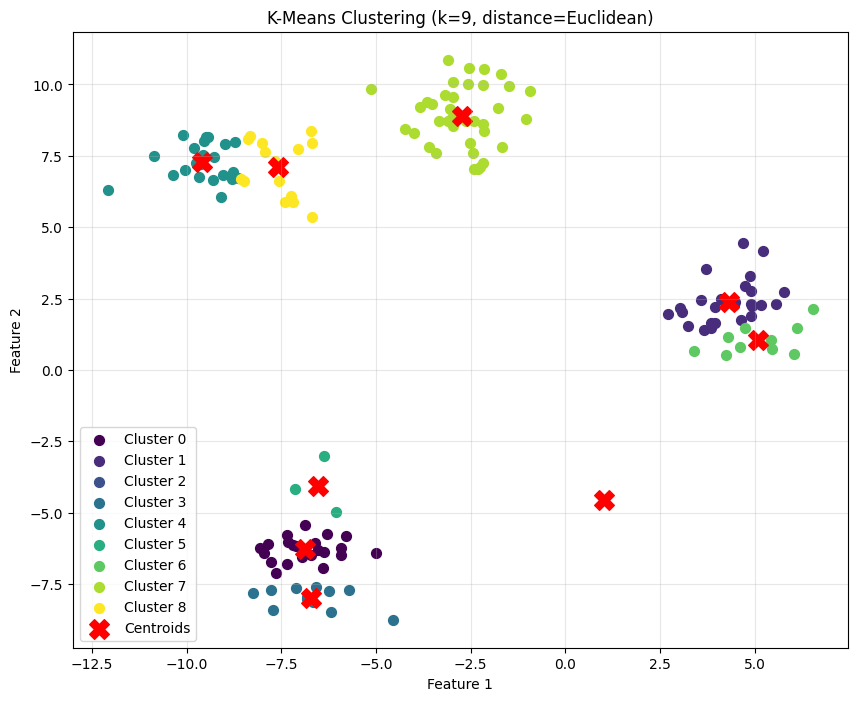 K-Means Clustering (k=9, distance=Euclidean)
10.0
7.5
5.0
2.5
0.0
−2.5
−5.0
−7.5
Feature 2
Cluster 0
Cluster 1
Cluster 2
Cluster 3
Cluster 4
Cluster 5
Cluster 6
Cluster 7
Cluster 8
Centroids
−12.5 −10.0 −7.5 −5.0 −2.5 0.0 2.5 5.0
Feature 1